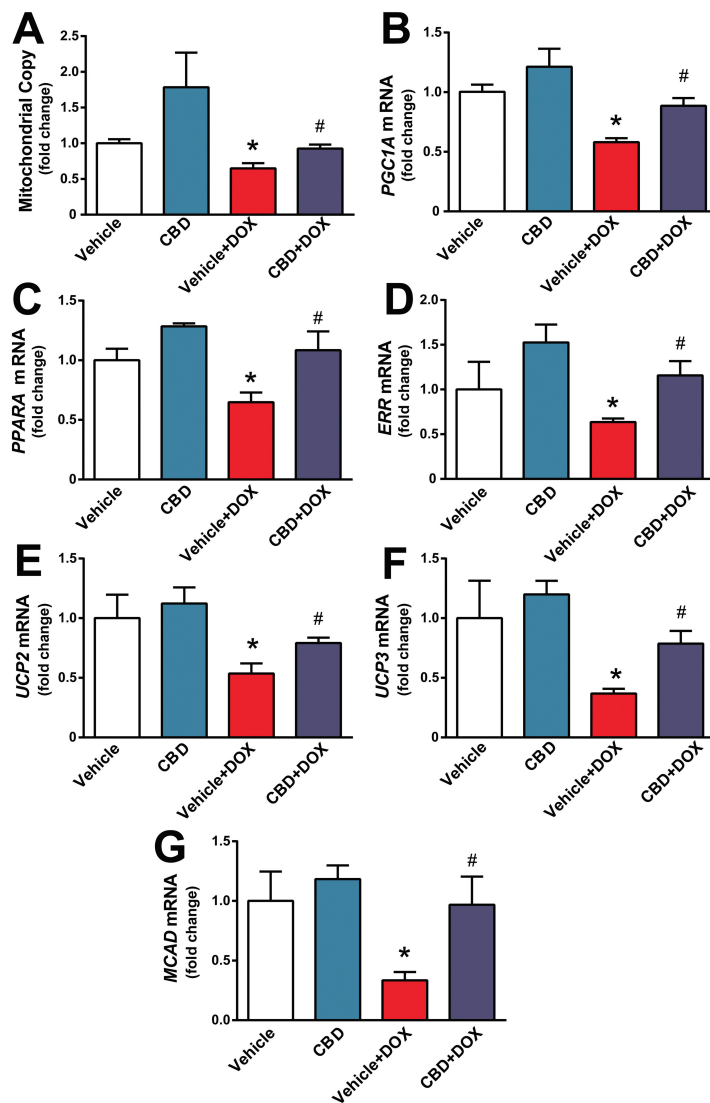 A
Mitochondrial Copy
(fold change)
2.5
2.0
1.5
1.0
0.5
0
*
#
Vehicle
CBD
Vehicle+DOX
CBD+DOX
B
PGC1A mRNA
(fold change)
1.5
1.0
0.5
0
*
#
Vehicle
CBD
Vehicle+DOX
CBD+DOX
C
PPARA mRNA
(fold change)
1.5
1.0
0.5
0
*
#
Vehicle
CBD
Vehicle+DOX
CBD+DOX
D
ERR mRNA
(fold change)
2.0
1.5
1.0
0.5
0
*
#
Vehicle
CBD
Vehicle+DOX
CBD+DOX
E
UCP2 mRNA
(fold change)
1.5
1.0
0.5
0
*
#
Vehicle
CBD
Vehicle+DOX
CBD+DOX
F
UCP3 mRNA
(fold change)
1.5
1.0
0.5
0
*
#
Vehicle
CBD
Vehicle+DOX
CBD+DOX
G
MCAD mRNA
(fold change)
1.5
1.0
0.5
0
*
#
Vehicle
CBD
Vehicle+DOX
CBD+DOX